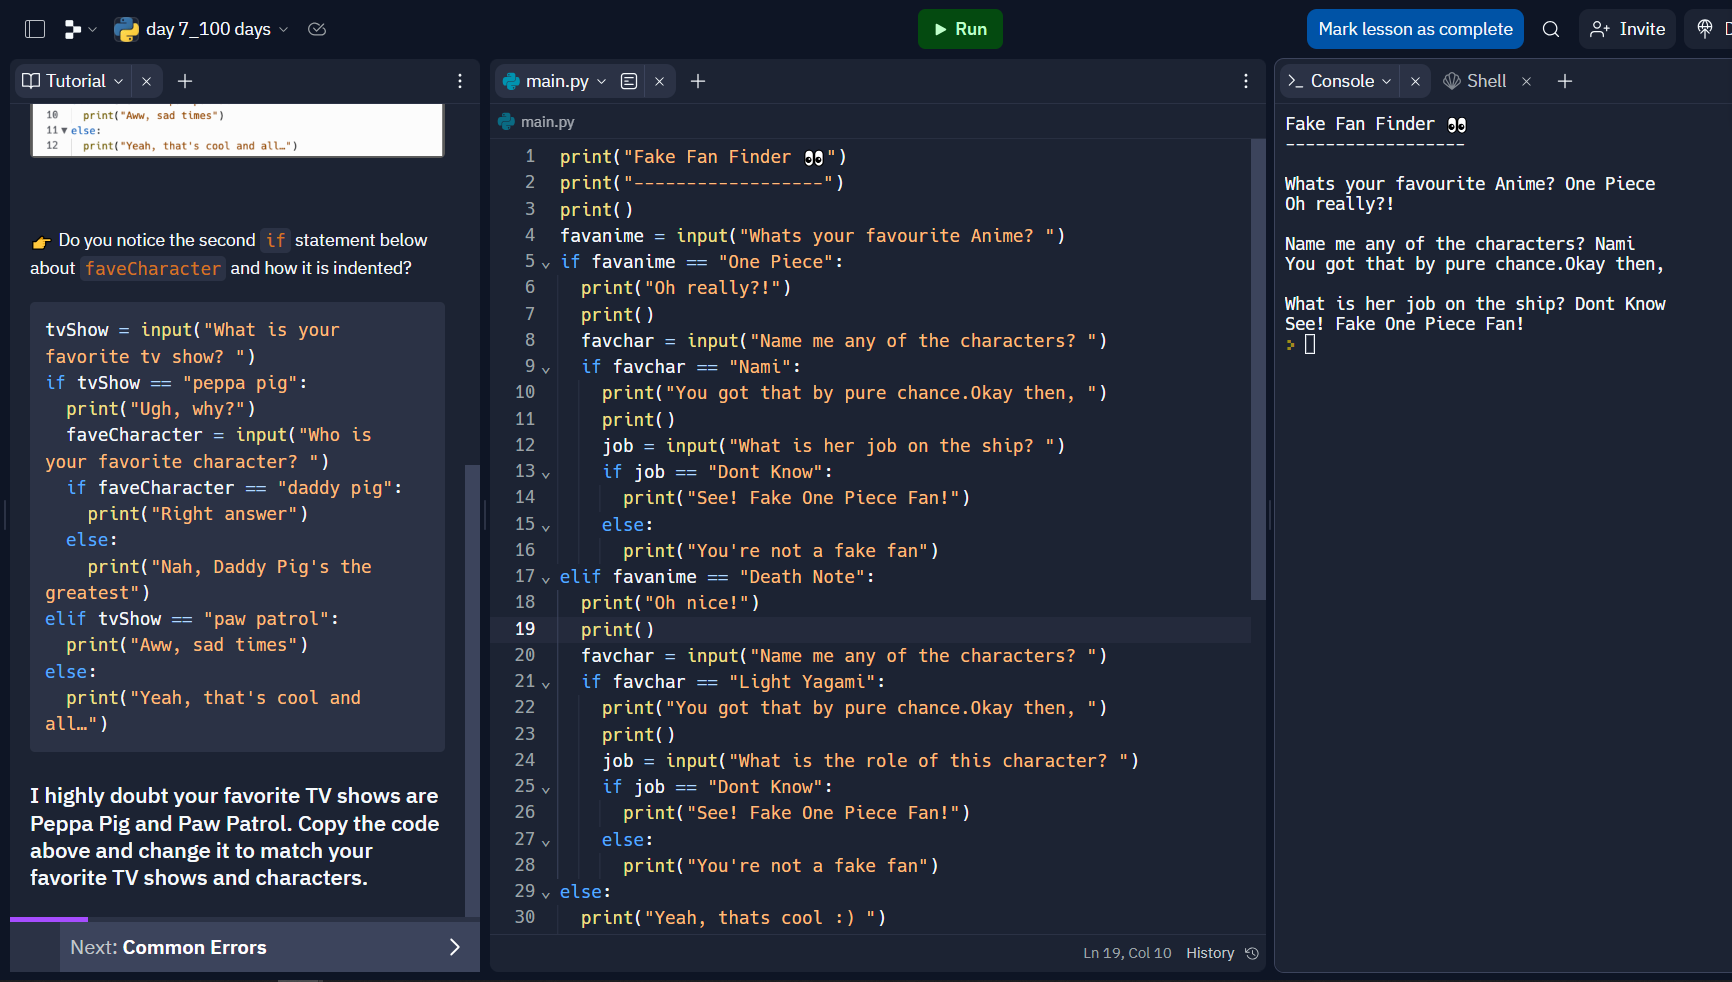 day 7_100 days
Run
Mark lesson as complete
Invite
Tutorial
10 print("Aww, sad times")
11 else:
12 print("Yeah, that's cool and all…")
👉 Do you notice the second if statement below
about faveCharacter and how it is indented?
tvShow = input("What is your
favorite tv show? ")
if tvShow == "peppa pig":
print("Ugh, why?")
faveCharacter = input("Who is
your favorite character? ")
if faveCharacter == "daddy pig":
print("Right answer")
else:
print("Nah, Daddy Pig's the
greatest")
elif tvShow == "paw patrol":
print("Aww, sad times")
else:
print("Yeah, that's cool and
all…")
I highly doubt your favorite TV shows are
Peppa Pig and Paw Patrol. Copy the code
above and change it to match your
favorite TV shows and characters.
Next: Common Errors
main.py
main.py
1 print("Fake Fan Finder 👀")
2 print("------------------")
3 print()
4 favanime = input("Whats your favourite Anime? ")
5 if favanime == "One Piece":
6 print("Oh really?!")
7 print()
8 favchar = input("Name me any of the characters? ")
9 if favchar == "Nami":
10 print("You got that by pure chance.Okay then, ")
11 print()
12 job = input("What is her job on the ship? ")
13 if job == "Dont Know":
14 print("See! Fake One Piece Fan!")
15 else:
16 print("You're not a fake fan")
17 elif favanime == "Death Note":
18 print("Oh nice!")
19 print()
20 favchar = input("Name me any of the characters? ")
21 if favchar == "Light Yagami":
22 print("You got that by pure chance.Okay then, ")
23 print()
24 job = input("What is the role of this character? ")
25 if job == "Dont Know":
26 print("See! Fake One Piece Fan!")
27 else:
28 print("You're not a fake fan")
29 else:
30 print("Yeah, thats cool :) ")
Ln 19, Col 10 History
Console
Shell
Fake Fan Finder 👀
------------------
Whats your favourite Anime? One Piece
Oh really?!
Name me any of the characters? Nami
You got that by pure chance.Okay then,
What is her job on the ship? Dont Know
See! Fake One Piece Fan!